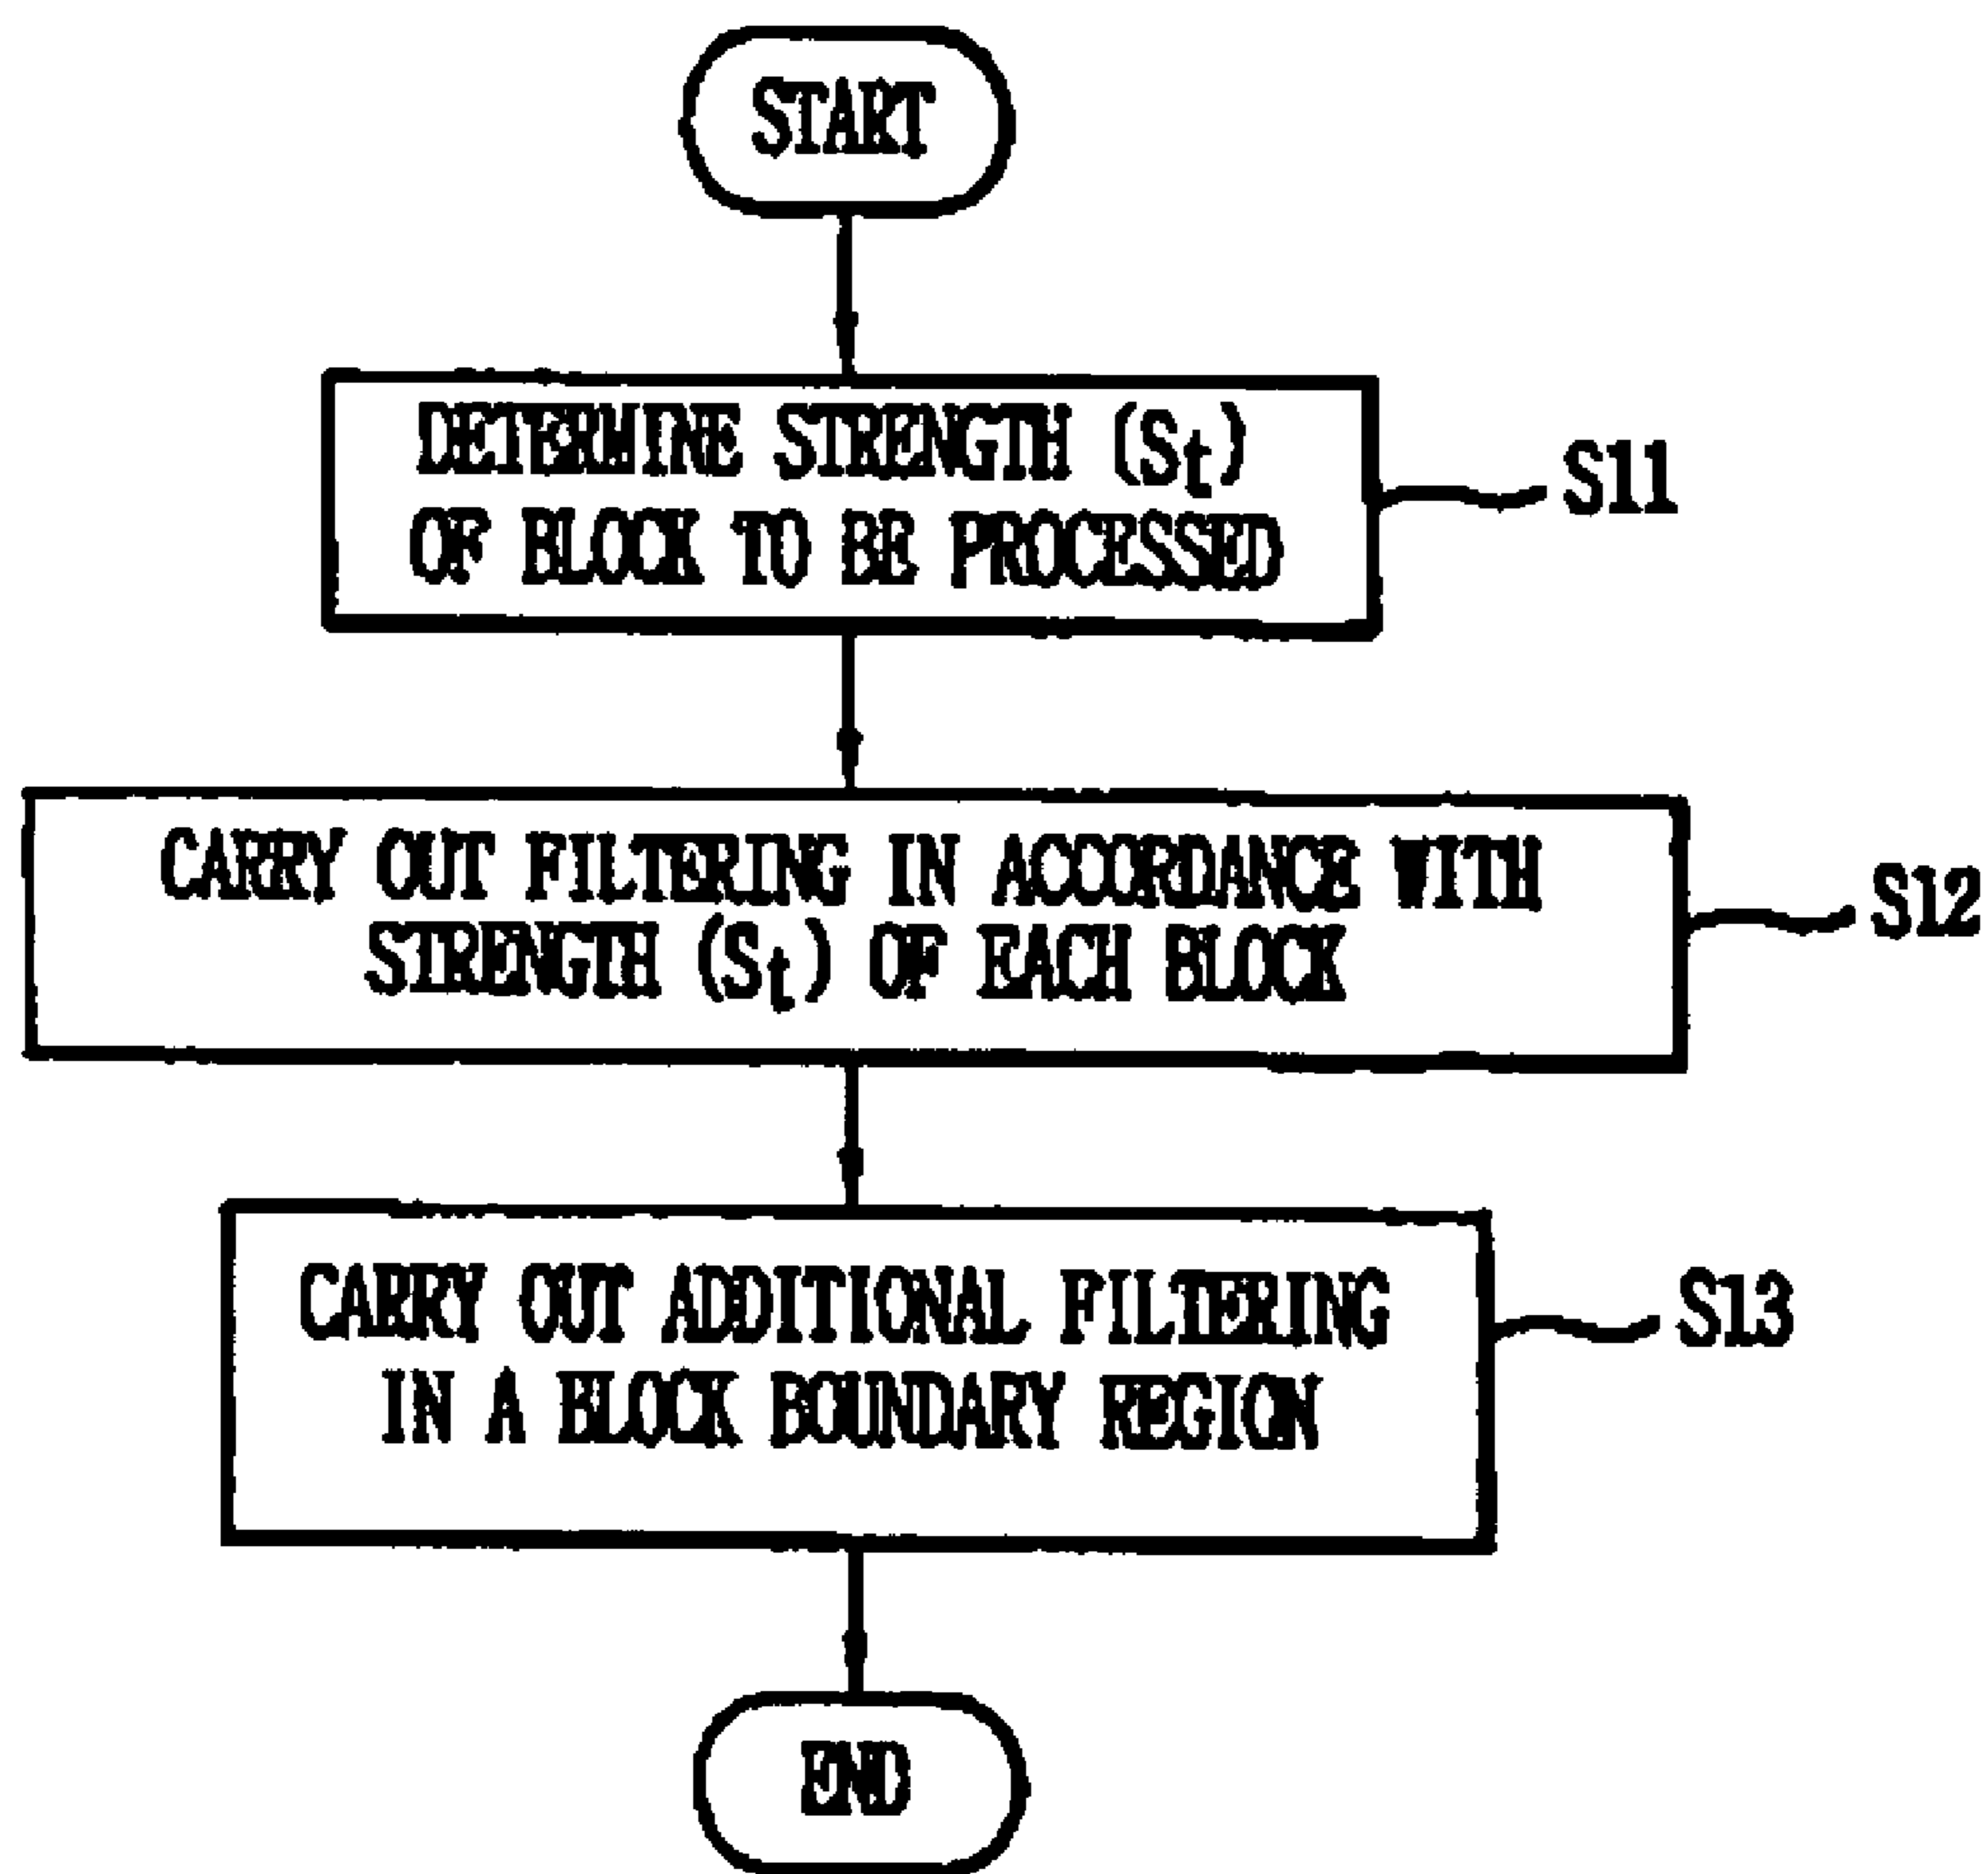 START
DETERMINE STRENGTH (St)
OF BLOCK TO BE PROCESSED
S11
CARRY OUT FILTERING IN ACCORDANCE WITH
STRENGTH (St) OF EACH BLOCK
S12
CARRY OUT ADDITIONAL FILTERING
IN A BLOCK BOUNDARY REGION
S13
END